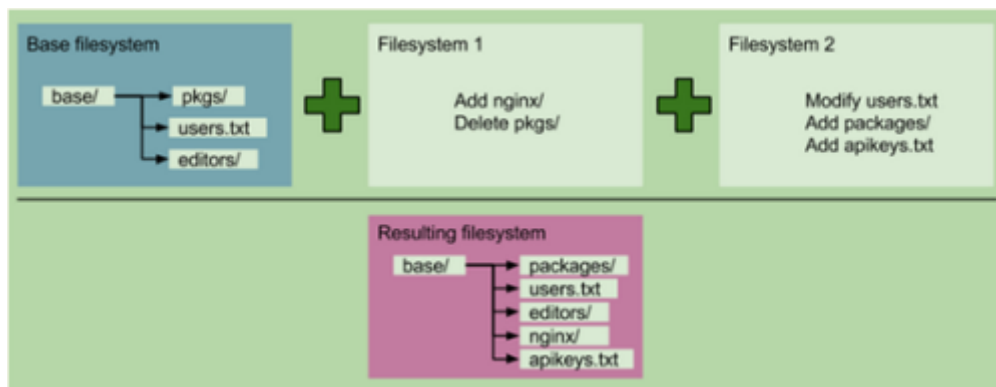 Base filesystem
base/
pkgs/
users.txt
editors/
Filesystem 1
Add nginx/
Delete pkgs/
Filesystem 2
Modify users.txt
Add packages/
Add apikeys.txt
Resulting filesystem
base/
packages/
users.txt
editors/
nginx/
apikeys.txt